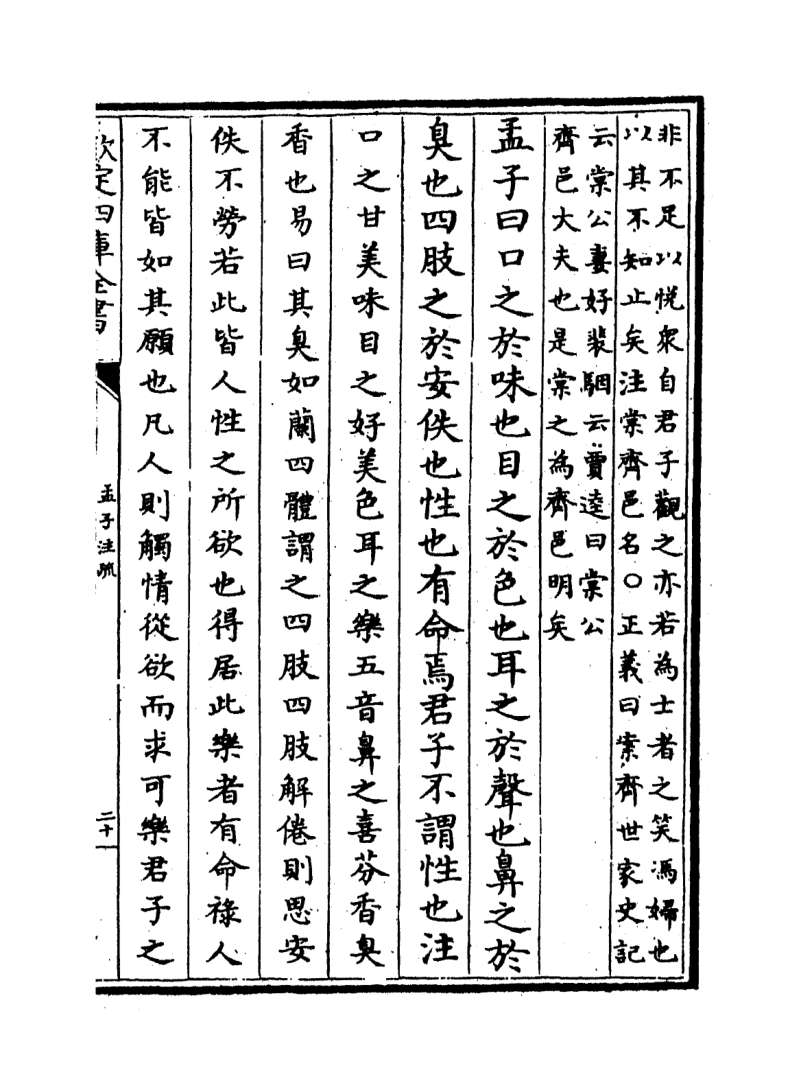 非不足以悅衆自君子觀之亦若為士者之笑馮婦也
以其不知止矣注棠齊邑名○正義曰案齊世家史記
云棠公妻好裴駰云賈逵曰棠公
齊邑大夫也是棠之為齊邑明矣
孟子曰口之於味也目之於色也耳之於聲也鼻之於
臭也四肢之於安佚也性也有命焉君子不謂性也注
口之甘美味目之好美色耳之樂五音鼻之喜芬香臭
香也易曰其臭如蘭四體謂之四肢四肢解倦則思安
佚不勞若此皆人性之所欲也得居此樂者有命祿人
不能皆如其願也凡人則觸情從欲而求可樂君子之
欽定四庫全書
孟子注疏
二十一